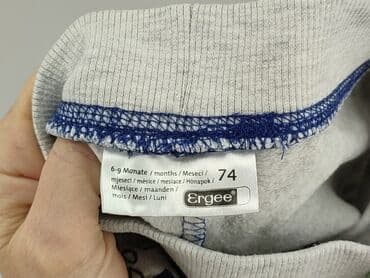 6-9 Monate / months / Meseci /
mjeseci / měsíce / mesiace / Hónapok /
Miesiące / maanden /
mois / Mesi / Luni
74
Ergee